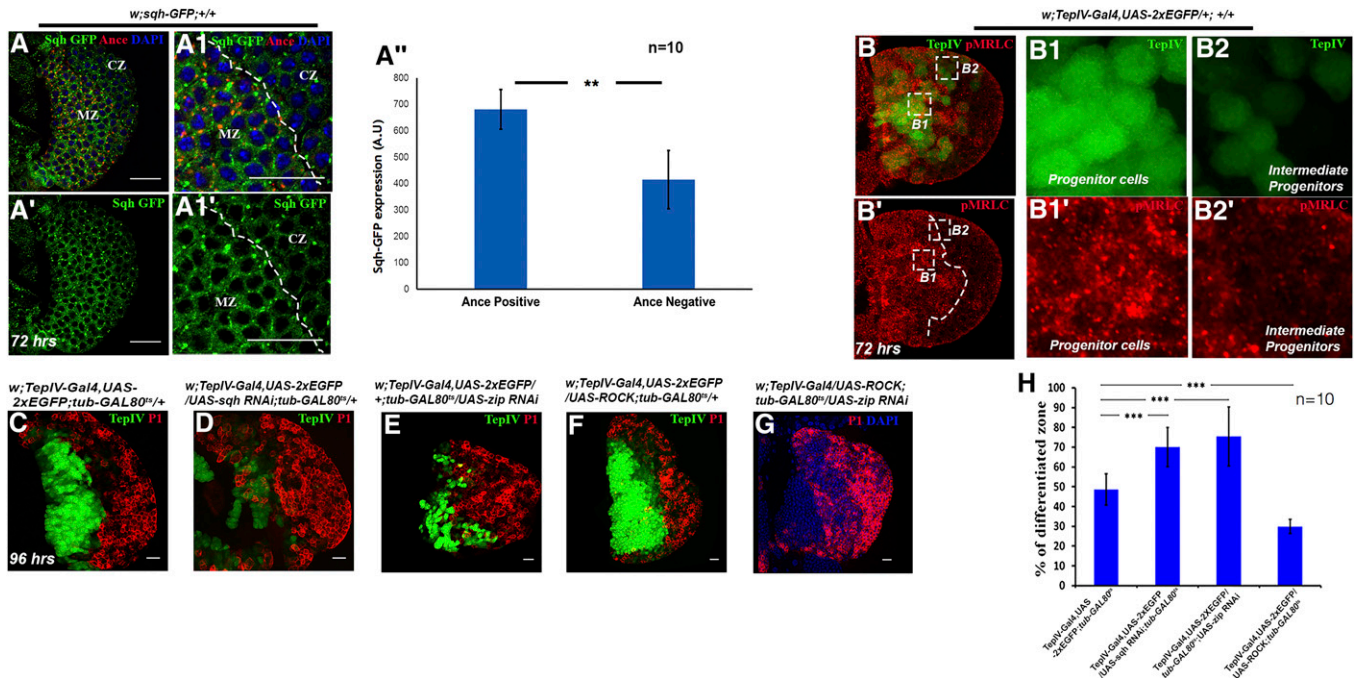 w;sqh-GFP;+/+
A
Sqh GFP Ance DAPI
CZ
MZ
A1
Sqh GFP Ance DAPI
CZ
MZ
A'
Sqh GFP
72 hrs
A1'
Sqh GFP
CZ
MZ
A"
n=10
**
Sqh-GFP expression (A.U)
800
700
600
500
400
300
200
100
0
Ance Positive
Ance Negative
w;TepIV-Gal4,UAS-2xEGFP/+; +/+
B
TepIV pMRLC
B2
B1
B1
TepIV
Progenitor cells
B2
TepIV
Intermediate
Progenitors
B'
pMRLC
B2
B1
72 hrs
B1'
pMRLC
Progenitor cells
B2'
pMRLC
Intermediate
Progenitors
w;TepIV-Gal4,UAS-
2xEGFP;tub-GAL80ts/+
C
TepIV P1
96 hrs
w;TepIV-Gal4,UAS-2xEGFP
/UAS-sqh RNAi;tub-GAL80ts/+
D
TepIV P1
w;TepIV-Gal4,UAS-2xEGFP/
+;tub-GAL80ts/UAS-zip RNAi
E
TepIV P1
w;TepIV-Gal4,UAS-2xEGFP
/UAS-ROCK;tub-GAL80ts/+
F
TepIV P1
w;TepIV-Gal4/UAS-ROCK;
tub-GAL80ts/UAS-zip RNAi
G
P1 DAPI
H
n=10
***
***
***
% of differentiated zone
100
90
80
70
60
50
40
30
20
10
0
TepIV-Gal4,UAS
-2xEGFP;tub-GAL80ts
TepIV-Gal4,UAS-2xEGFP
/UAS-sqh RNAi;tub-GAL80ts
TepIV-Gal4,UAS-2XEGFP/
tub-GAL80ts;UAS-zip RNAi
TepIV-Gal4,UAS-2xEGFP/
UAS-ROCK;tub-GAL80ts